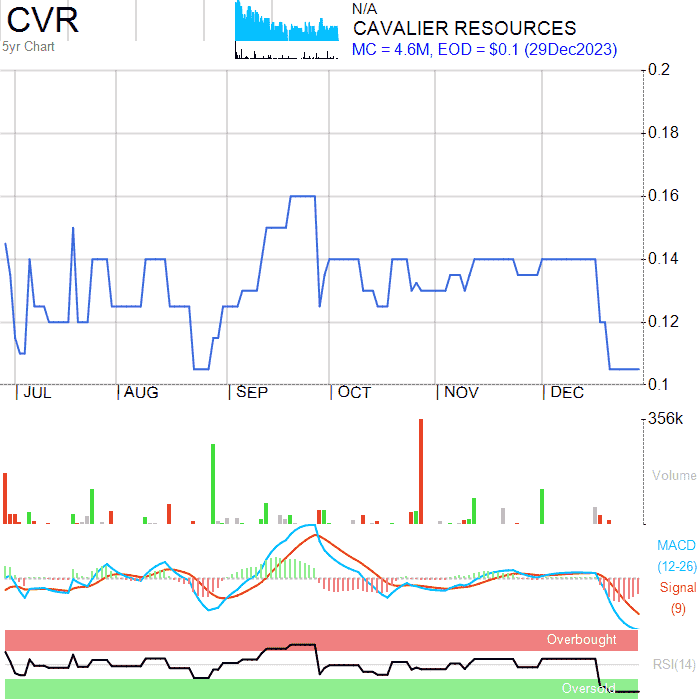 CVR
5yr Chart
N/A
CAVALIER RESOURCES
MC = 4.6M, EOD = $0.1 (29Dec2023)
0.2
0.18
0.16
0.14
0.12
0.1
JUL AUG SEP OCT NOV DEC
356k
Volume
MACD
(12-26)
Signal
(9)
Overbought
RSI(14)
Oversold